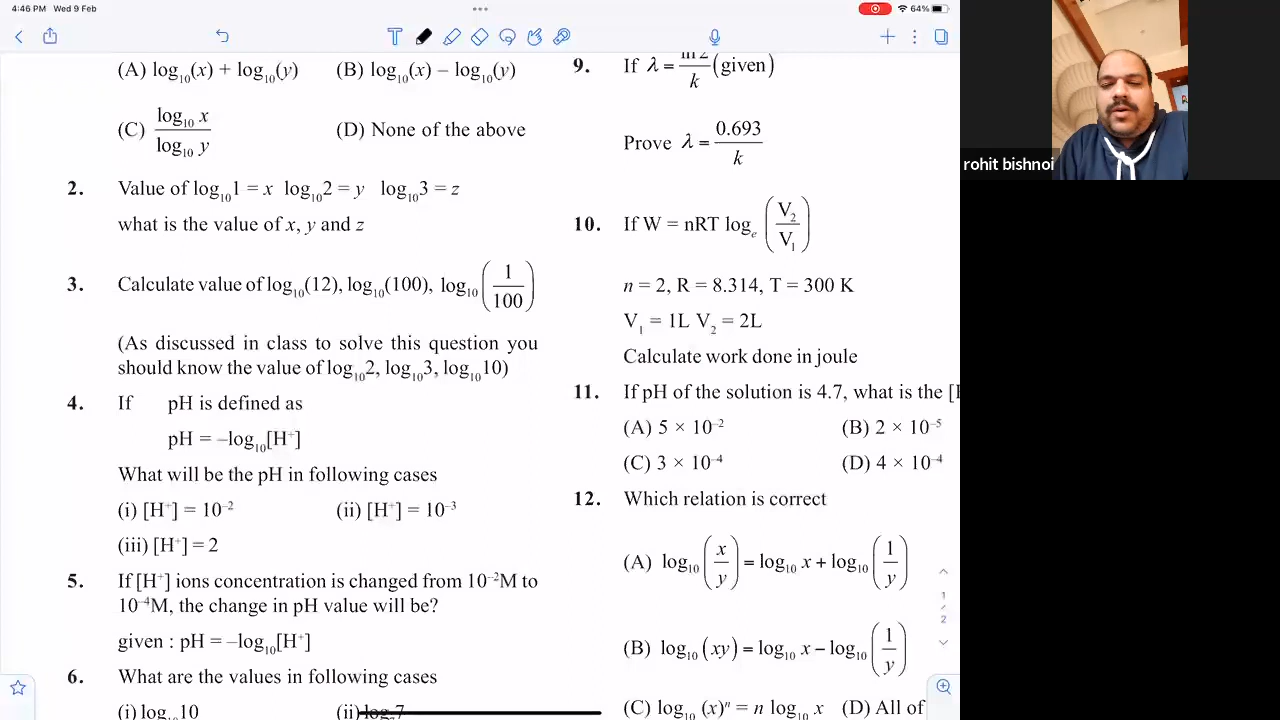 4:46 PM Wed 9 Feb
64%
(A) log₁₀(x) + log₁₀(y) (B) log₁₀(x) – log₁₀(y)
(C) log₁₀ x / log₁₀ y (D) None of the above
2. Value of log₁₀1 = x log₁₀2 = y log₁₀3 = z
what is the value of x, y and z
3. Calculate value of log₁₀(12), log₁₀(100), log₁₀(1/100)
(As discussed in class to solve this question you
should know the value of log₁₀2, log₁₀3, log₁₀10)
4. If pH is defined as
pH = –log₁₀[H⁺]
What will be the pH in following cases
(i) [H⁺] = 10⁻² (ii) [H⁺] = 10⁻³
(iii) [H⁺] = 2
5. If [H⁺] ions concentration is changed from 10⁻²M to
10⁻⁴M, the change in pH value will be?
given : pH = –log₁₀[H⁺]
6. What are the values in following cases
(i) log₁₀10 (ii) log₇7
9. If λ = ln 2 / k (given)
Prove λ = 0.693 / k
10. If W = nRT logₑ (V₂/V₁)
n = 2, R = 8.314, T = 300 K
V₁ = 1L V₂ = 2L
Calculate work done in joule
11. If pH of the solution is 4.7, what is the
(A) 5 × 10⁻² (B) 2 × 10⁻⁵
(C) 3 × 10⁻⁴ (D) 4 × 10⁻⁴
12. Which relation is correct
(A) log₁₀ (x/y) = log₁₀ x + log₁₀ (1/y)
(B) log₁₀ (xy) = log₁₀ x – log₁₀ (1/y)
(C) log₁₀ (x)ⁿ = n log₁₀ x (D) All of
1 / 2
rohit bishnoi